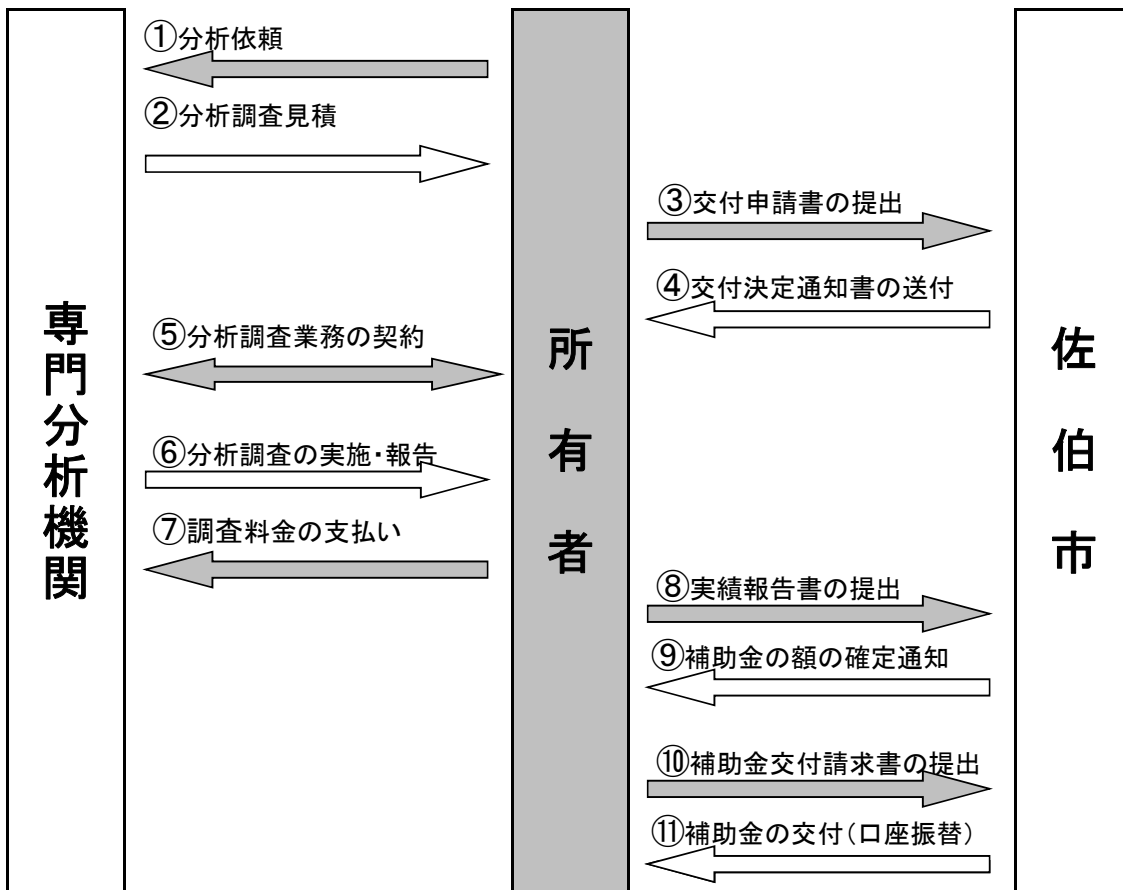 ①分析依頼
②分析調査見積
③交付申請書の提出
④交付決定通知書の送付
⑤分析調査業務の契約
⑥分析調査の実施・報告
⑦調査料金の支払い
⑧実績報告書の提出
⑨補助金の額の確定通知
⑩補助金交付請求書の提出
⑪補助金の交付(口座振替)
専門分析機関
所有者
佐伯市